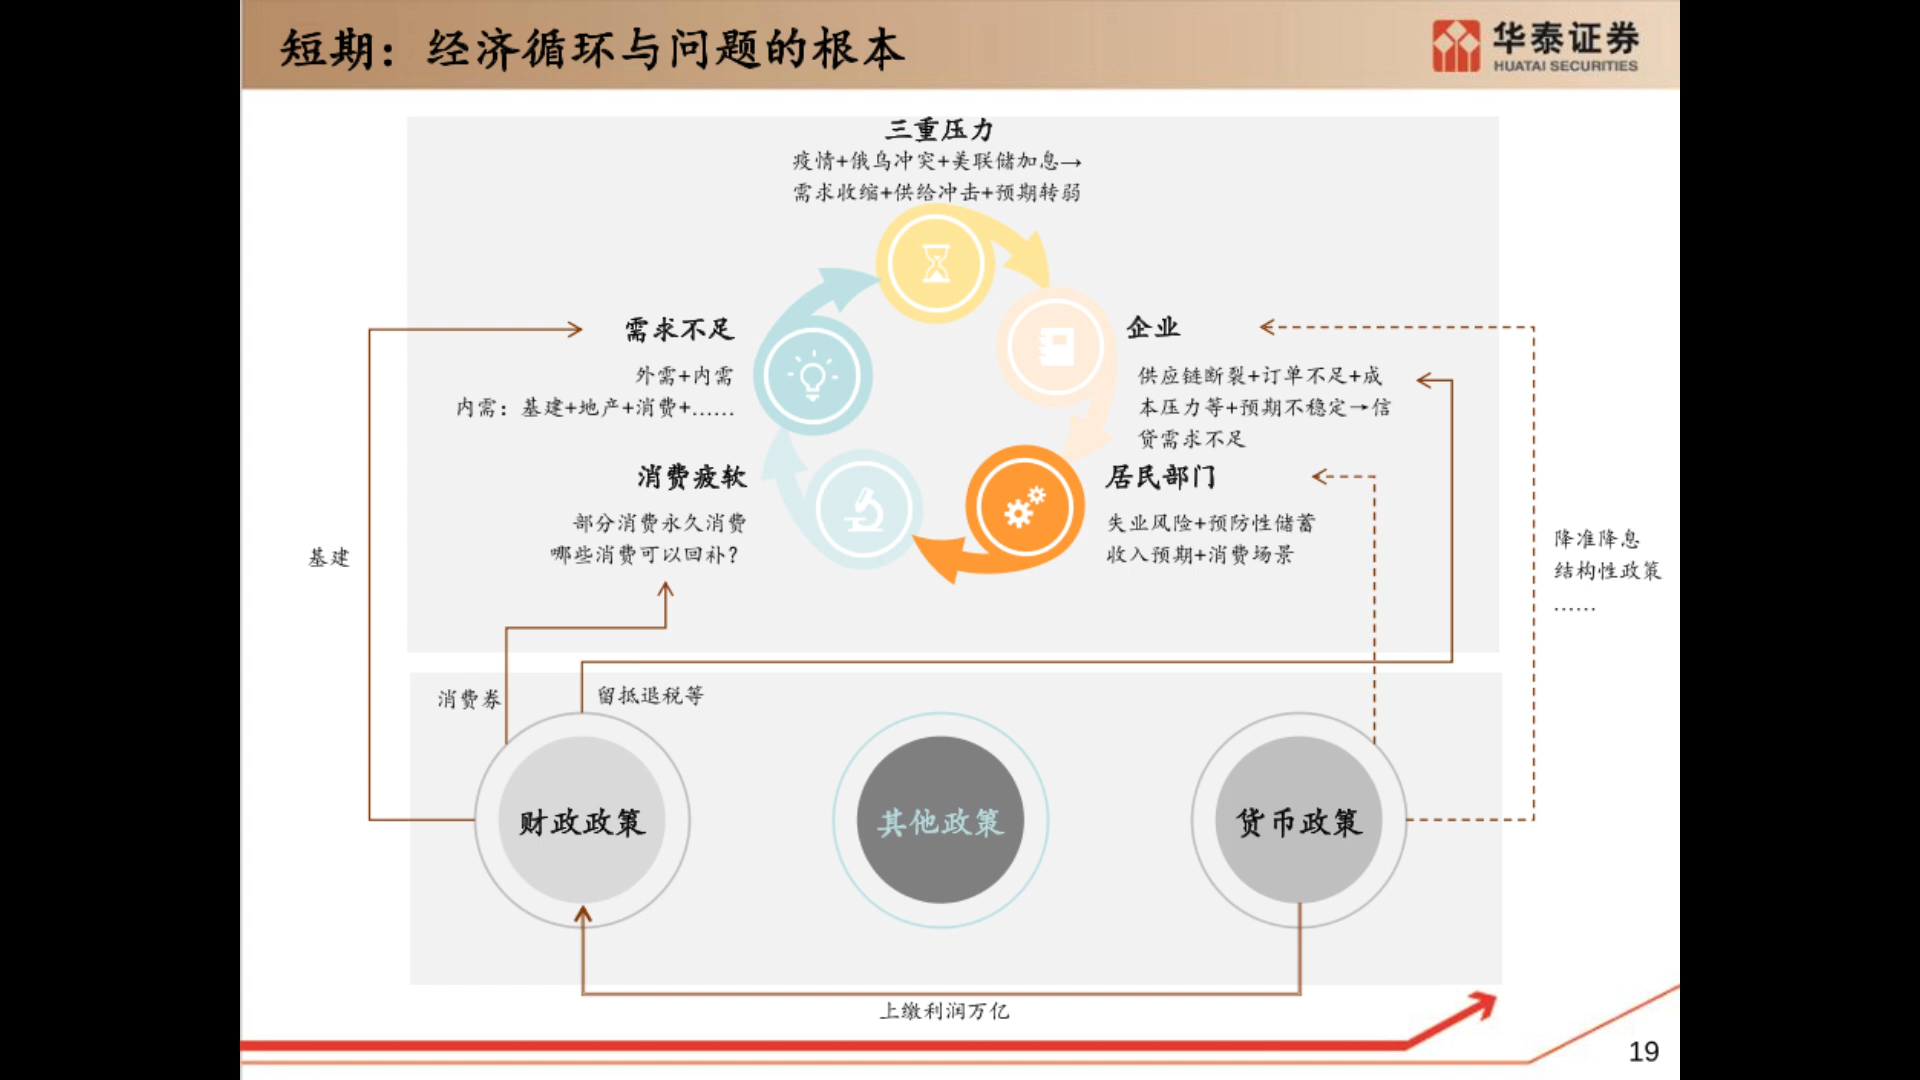 短期：经济循环与问题的根本
华泰证券
HUATAI SECURITIES
三重压力
疫情+俄乌冲突+美联储加息→
需求收缩+供给冲击+预期转弱
需求不足
外需+内需
内需：基建+地产+消费+……
企业
供应链断裂+订单不足+成
本压力等+预期不稳定→信
贷需求不足
消费疲软
部分消费永久消费
哪些消费可以回补？
居民部门
失业风险+预防性储蓄
收入预期+消费场景
基建
降准降息
结构性政策
……
消费券
留抵退税等
财政政策
其他政策
货币政策
上缴利润万亿
19